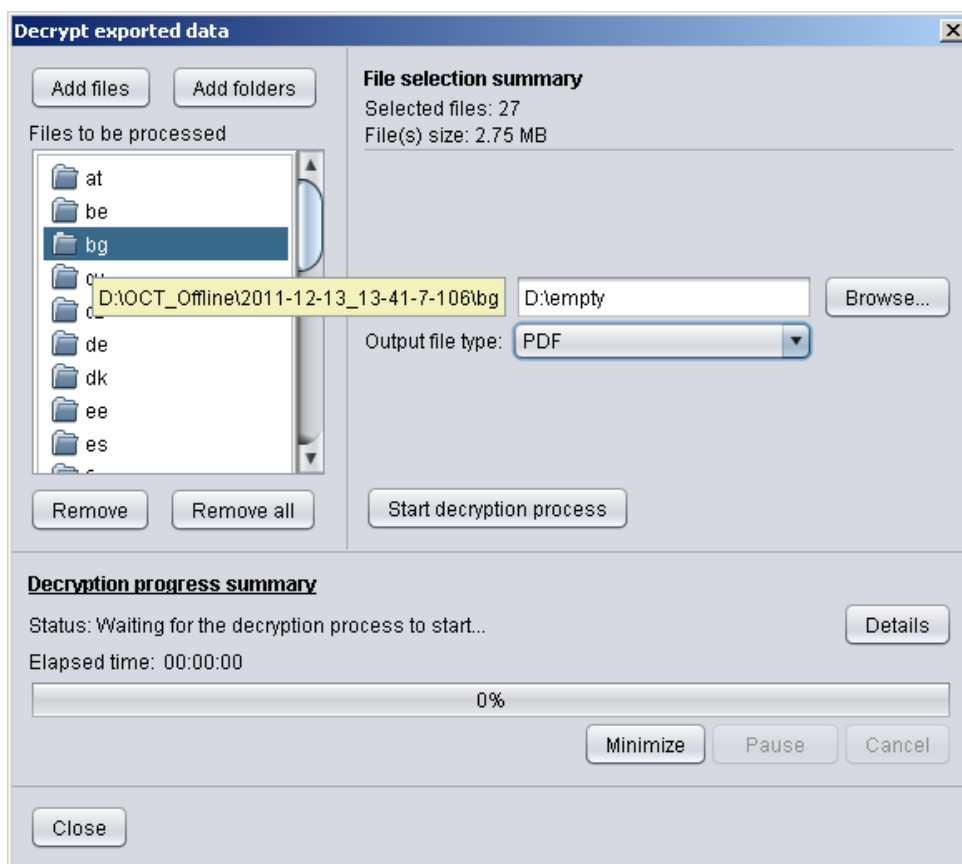 Decrypt exported data
Add files
Add folders
Files to be processed
at
be
bg
D:\OCT_Offline\2011-12-13_13-41-7-106\bg
de
dk
ee
es
Remove
Remove all
File selection summary
Selected files: 27
File(s) size: 2.75 MB
D:\empty
Browse...
Output file type:
PDF
Start decryption process
Decryption progress summary
Status: Waiting for the decryption process to start...
Details
Elapsed time: 00:00:00
0%
Minimize
Pause
Cancel
Close